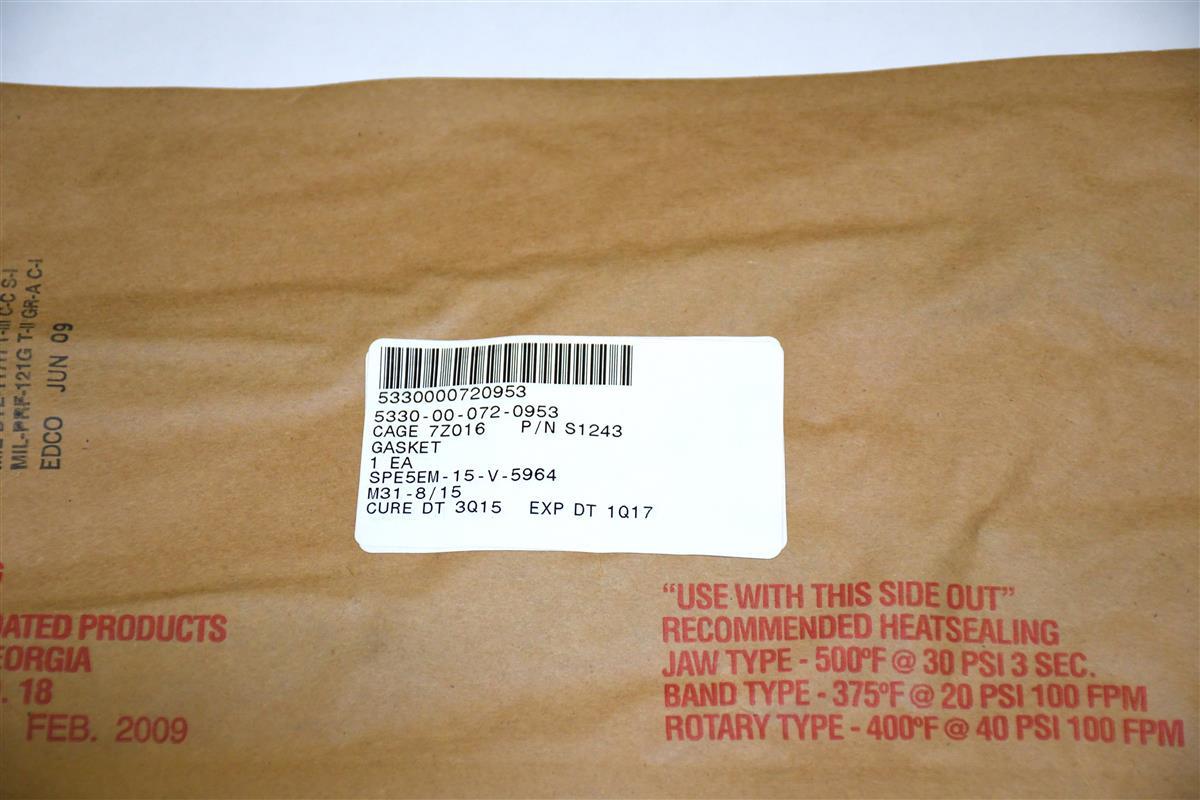 MIL-PRF-121G T-II GR-A C-I
EDCO JUN 09
5330000720953
5330-00-072-0953
CAGE 7Z016 P/N S1243
GASKET
1 EA
SPE5EM-15-V-5964
M31-8/15
CURE DT 3Q15 EXP DT 1Q17
ATED PRODUCTS
EORGIA
. 18
FEB. 2009
"USE WITH THIS SIDE OUT"
RECOMMENDED HEATSEALING
JAW TYPE - 500ºF @ 30 PSI 3 SEC.
BAND TYPE - 375ºF @ 20 PSI 100 FPM
ROTARY TYPE - 400ºF @ 40 PSI 100 FPM